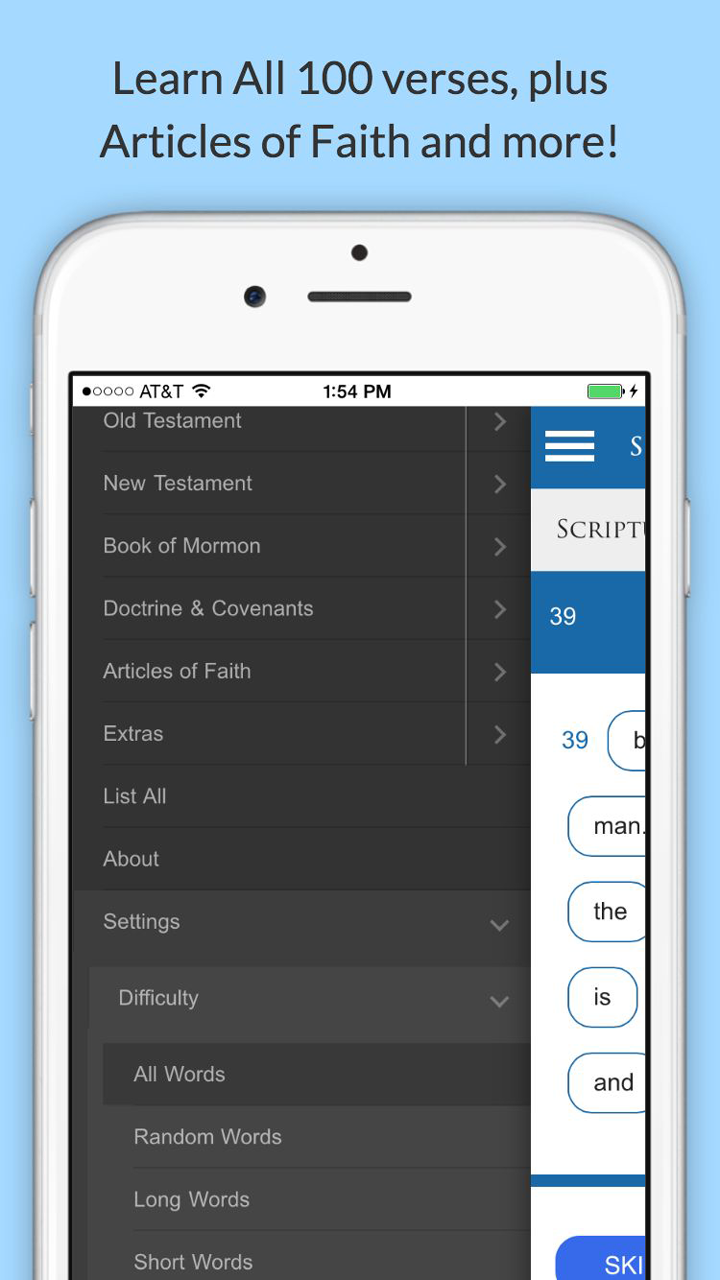 Learn All 100 verses, plus
Articles of Faith and more!
AT&T 1:54 PM
Old Testament
New Testament
Book of Mormon
Doctrine & Covenants
Articles of Faith
Extras
List All
About
Settings
Difficulty
All Words
Random Words
Long Words
Short Words
S
SCRIPTU
39
39 b
man.
the
is
and
SKI